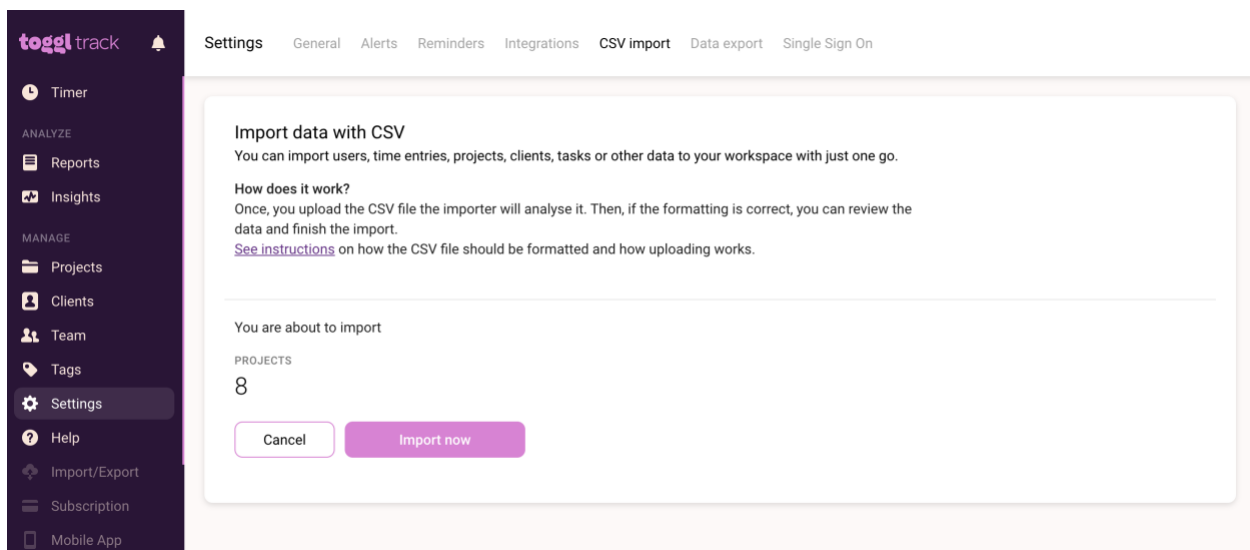 toggl track
Settings General Alerts Reminders Integrations CSV import Data export Single Sign On
Timer
ANALYZE
Reports
Insights
MANAGE
Projects
Clients
Team
Tags
Settings
Help
Import/Export
Subscription
Mobile App
Import data with CSV
You can import users, time entries, projects, clients, tasks or other data to your workspace with just one go.
How does it work?
Once, you upload the CSV file the importer will analyse it. Then, if the formatting is correct, you can review the
data and finish the import.
See instructions on how the CSV file should be formatted and how uploading works.
You are about to import
PROJECTS
8
Cancel
Import now